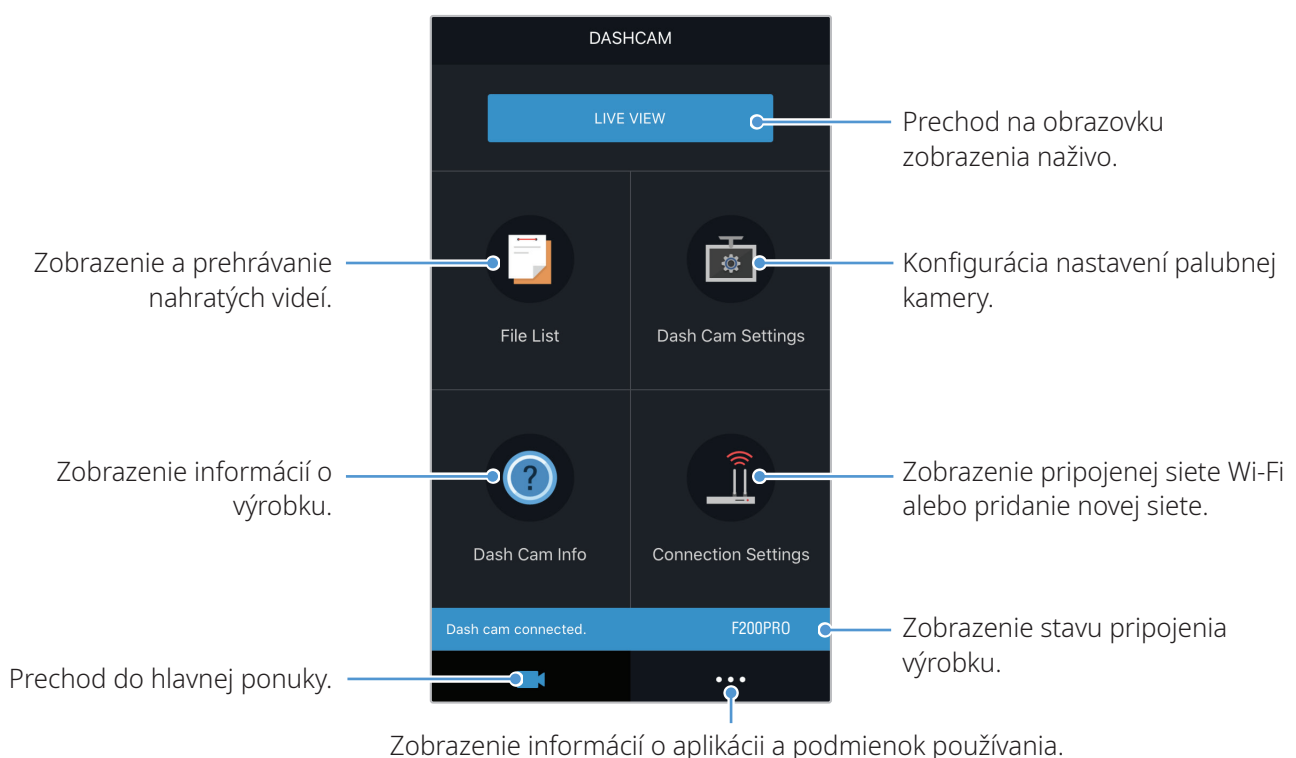 DASHCAM
LIVE VIEW
Prechod na obrazovku
zobrazenia naživo.
Zobrazenie a prehrávanie
nahratých videí.
File List
Dash Cam Settings
Konfigurácia nastavení palubnej
kamery.
Zobrazenie informácií o
výrobku.
?
Dash Cam Info
Connection Settings
Zobrazenie pripojenej siete Wi-Fi
alebo pridanie novej siete.
Dash cam connected.
F200PRO
Zobrazenie stavu pripojenia
výrobku.
Prechod do hlavnej ponuky.
Zobrazenie informácií o aplikácii a podmienok používania.